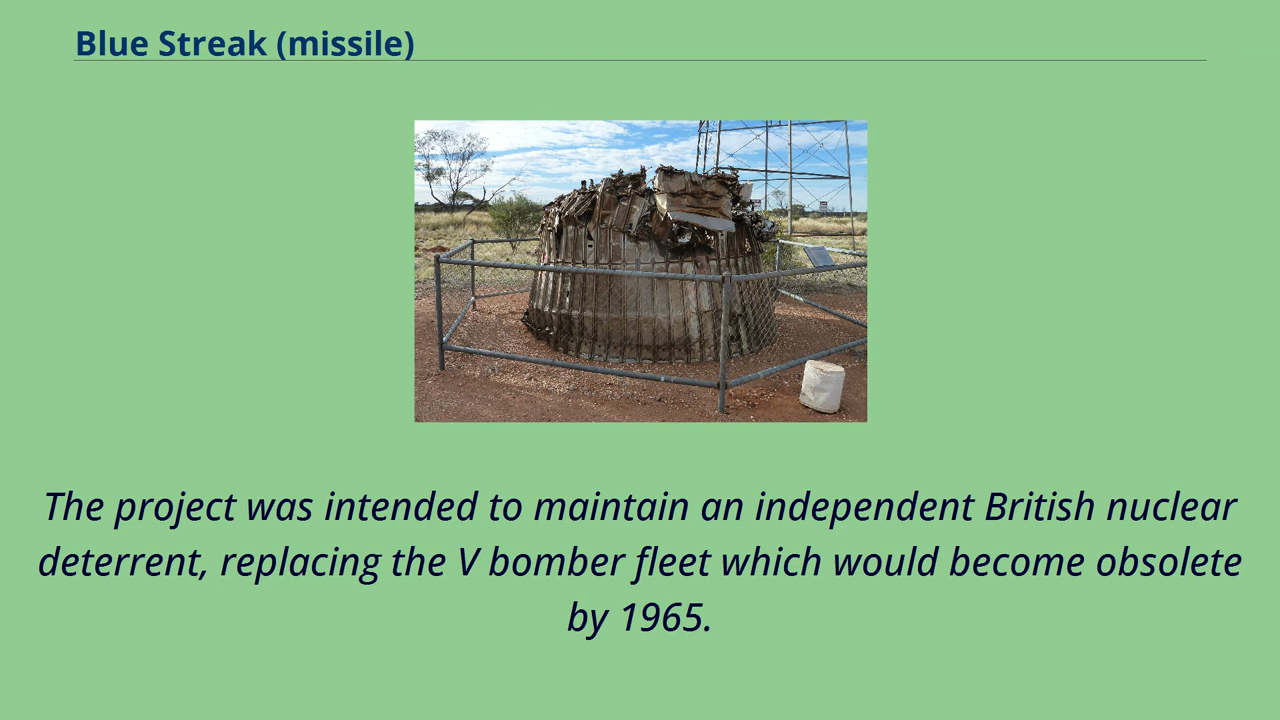 Blue Streak (missile)
The project was intended to maintain an independent British nuclear
deterrent, replacing the V bomber fleet which would become obsolete
by 1965.